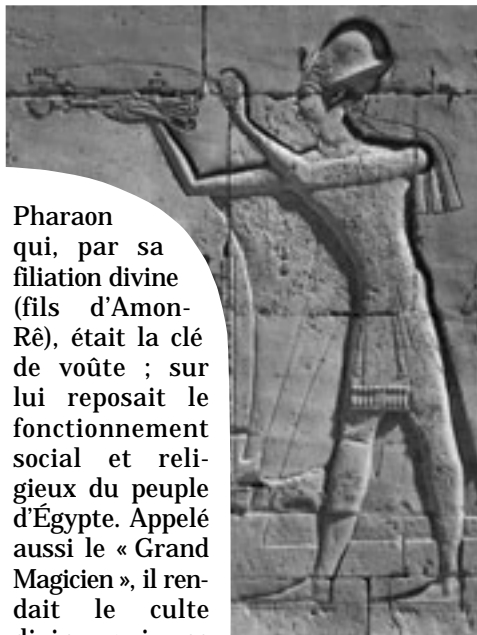 Pharaon
qui, par sa
filiation divine
(fils d'Amon-
Rê), était la clé
de voûte ; sur
lui reposait le
fonctionnement
social et reli-
gieux du peuple
d'Égypte. Appelé
aussi le « Grand
Magicien », il ren-
dait le culte